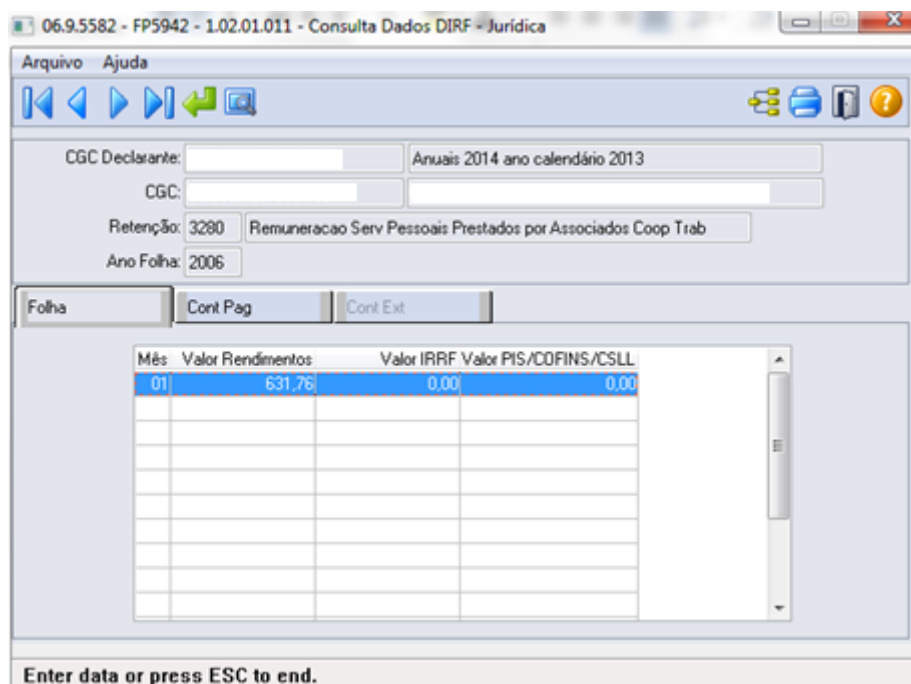 06.9.5582 - FP5942 - 1.02.01.011 - Consulta Dados DIRF - Jurídica
Arquivo Ajuda
CGC Declarante: Anuais 2014 ano calendário 2013
CGC:
Retenção: 3280 Remuneracao Serv Pessoais Prestados por Associados Coop Trab
Ano Folha: 2006
Folha Cont Pag Cont Ext
Mês Valor Rendimentos Valor IRRF Valor PIS/COFINS/CSLL
01 631,76 0,00 0,00
Enter data or press ESC to end.